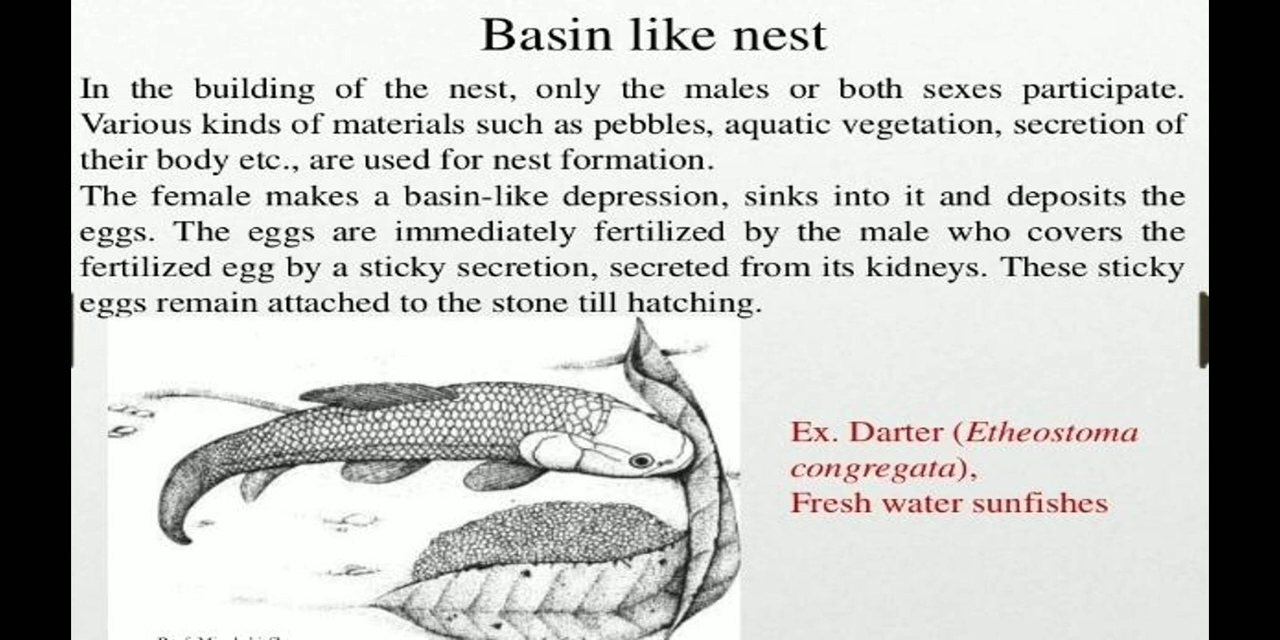 Basin like nest
In the building of the nest, only the males or both sexes participate.
Various kinds of materials such as pebbles, aquatic vegetation, secretion of
their body etc., are used for nest formation.
The female makes a basin-like depression, sinks into it and deposits the
eggs. The eggs are immediately fertilized by the male who covers the
fertilized egg by a sticky secretion, secreted from its kidneys. These sticky
eggs remain attached to the stone till hatching.
Ex. Darter (Etheostoma
congregata),
Fresh water sunfishes